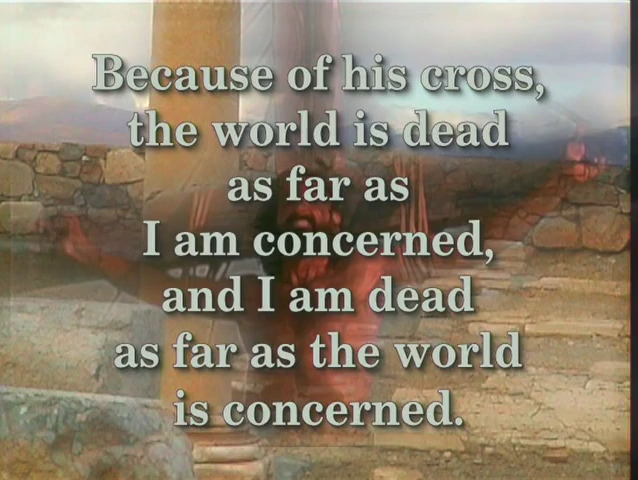 Because of his cross,
the world is dead
as far as
I am concerned,
and I am dead
as far as the world
is concerned.